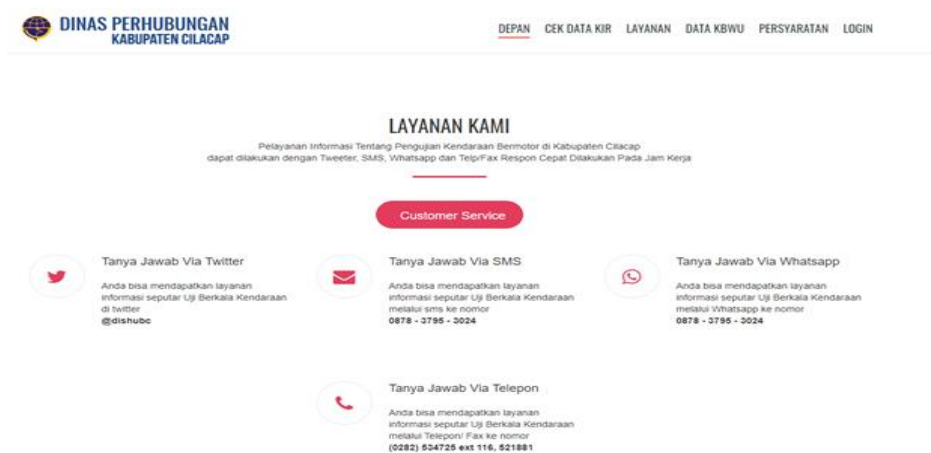 DINAS PERHUBUNGAN
KABUPATEN CILACAP
DEPAN CEK DATA KIR LAYANAN DATA KBWU PERSYARATAN LOGIN
LAYANAN KAMI
Pelayanan Informasi Tentang Pengujian Kendaraan Bermotor di Kabupaten Cilacap
dapat dilakukan dengan Tweeter, SMS, Whatsapp dan Telp/Fax Respon Cepat Dilakukan Pada Jam Kerja
Customer Service
Tanya Jawab Via Twitter
Anda bisa mendapatkan layanan
informasi seputar Uji Berkala Kendaraan
di twitter
@dishubc
Tanya Jawab Via SMS
Anda bisa mendapatkan layanan
informasi seputar Uji Berkala Kendaraan
melalui sms ke nomor
0878 - 3795 - 3024
Tanya Jawab Via Whatsapp
Anda bisa mendapatkan layanan
informasi seputar Uji Berkala Kendaraan
melalui Whatsapp ke nomor
0878 - 3795 - 3024
Tanya Jawab Via Telepon
Anda bisa mendapatkan layanan
informasi seputar Uji Berkala Kendaraan
melalui Telepon/ Fax ke nomor
(0282) 534725 ext 116, 521881